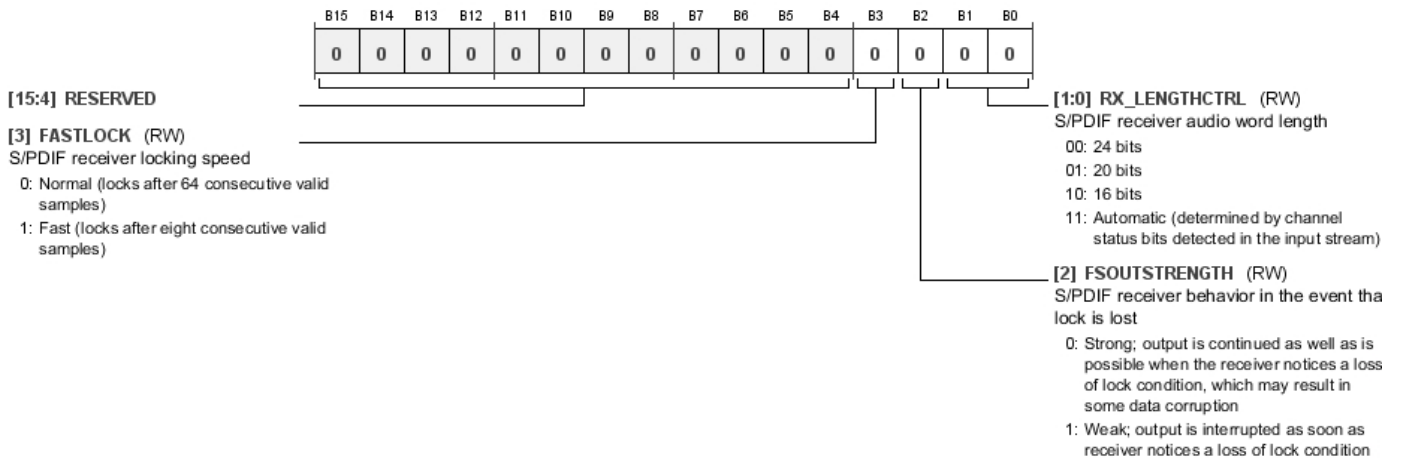 B15 B14 B13 B12 B11 B10 B9 B8 B7 B6 B5 B4 B3 B2 B1 B0
0 0 0 0 0 0 0 0 0 0 0 0 0 0 0 0
[15:4] RESERVED
[3] FASTLOCK (RW)
S/PDIF receiver locking speed
0: Normal (locks after 64 consecutive valid
samples)
1: Fast (locks after eight consecutive valid
samples)
[1:0] RX_LENGTHCTRL (RW)
S/PDIF receiver audio word length
00: 24 bits
01: 20 bits
10: 16 bits
11: Automatic (determined by channel
status bits detected in the input stream)
[2] FSOUTSTRENGTH (RW)
S/PDIF receiver behavior in the event tha
lock is lost
0: Strong; output is continued as well as is
possible when the receiver notices a loss
of lock condition, which may result in
some data corruption
1: Weak; output is interrupted as soon as
receiver notices a loss of lock condition